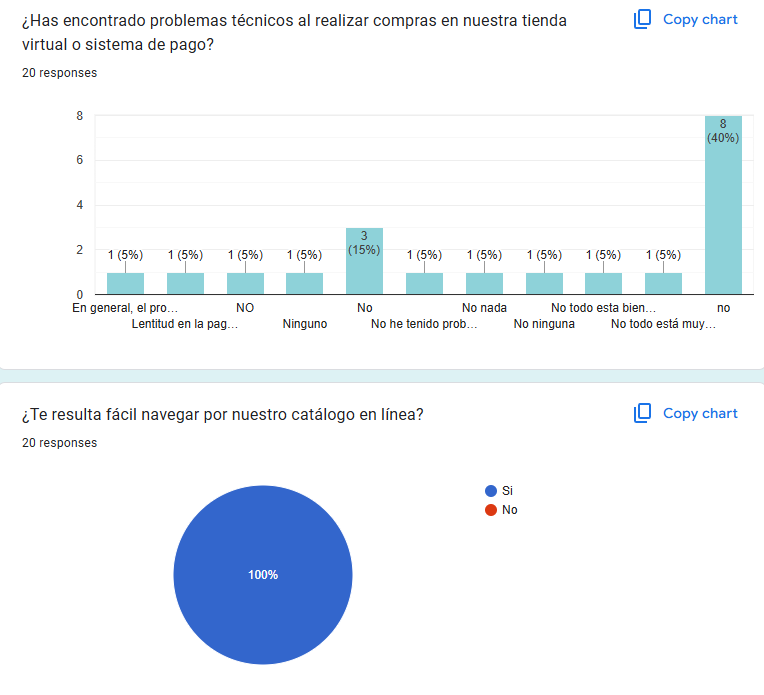 ¿Has encontrado problemas técnicos al realizar compras en nuestra tienda
virtual o sistema de pago?
Copy chart
20 responses
8
6
4
2
0
1 (5%)
1 (5%)
1 (5%)
1 (5%)
3
(15%)
1 (5%)
1 (5%)
1 (5%)
1 (5%)
1 (5%)
8
(40%)
En general, el pro…
Lentitud en la pag…
NO
Ninguno
No
No he tenido prob…
No nada
No ninguna
No todo esta bien…
No todo está muy…
no
¿Te resulta fácil navegar por nuestro catálogo en línea?
Copy chart
20 responses
Si
No
100%